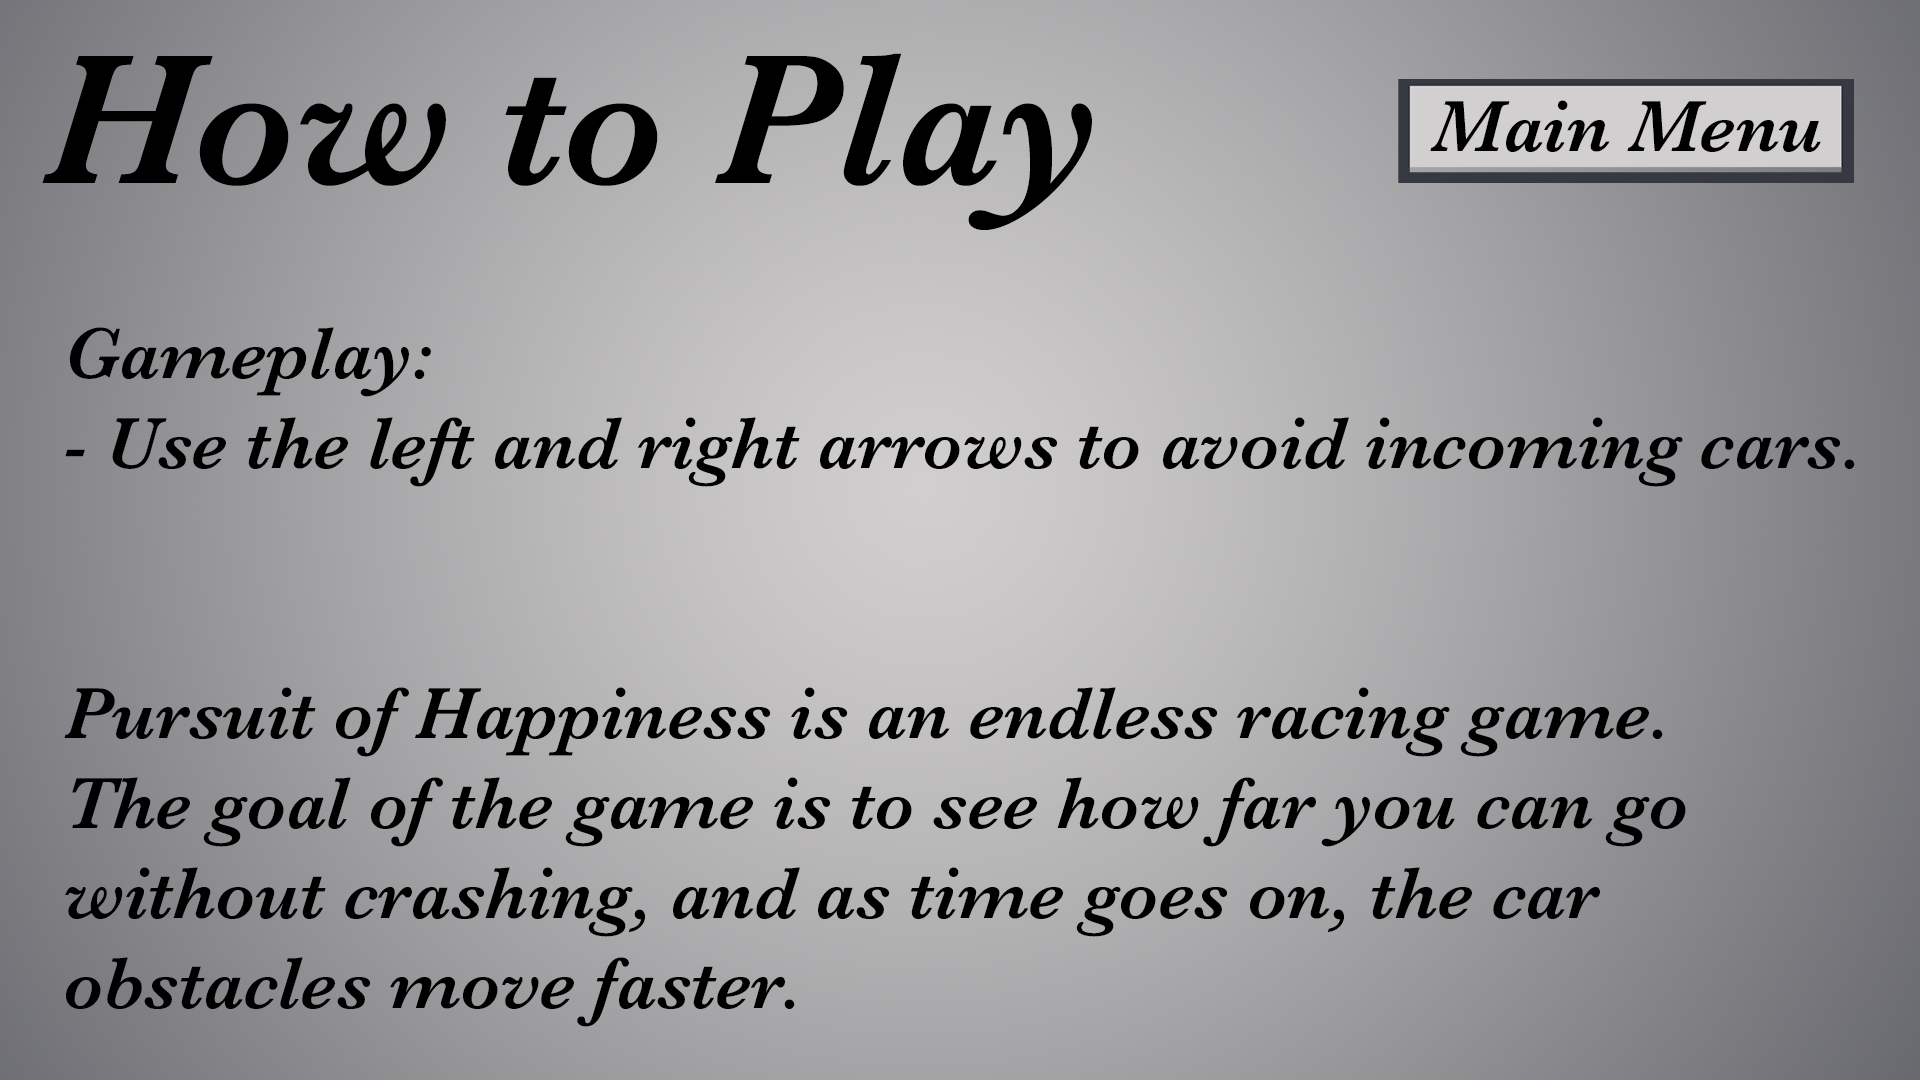 How to Play
Main Menu
Gameplay:
- Use the left and right arrows to avoid incoming cars.
Pursuit of Happiness is an endless racing game.
The goal of the game is to see how far you can go
without crashing, and as time goes on, the car
obstacles move faster.